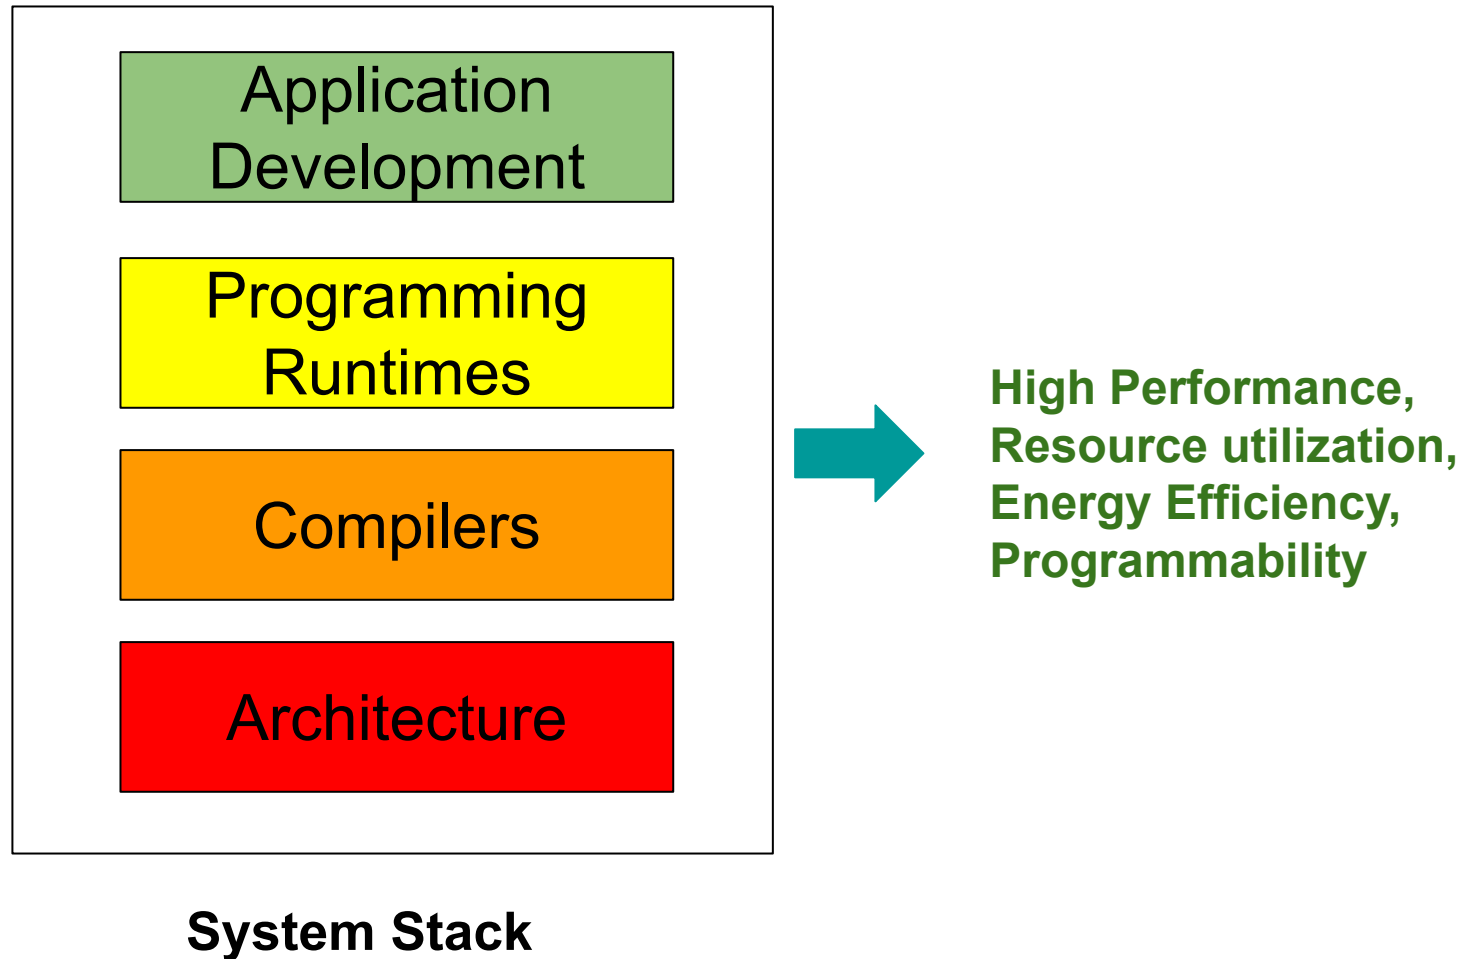 Application
Development
Programming
Runtimes
Compilers
Architecture
High Performance,
Resource utilization,
Energy Efficiency,
Programmability
System Stack